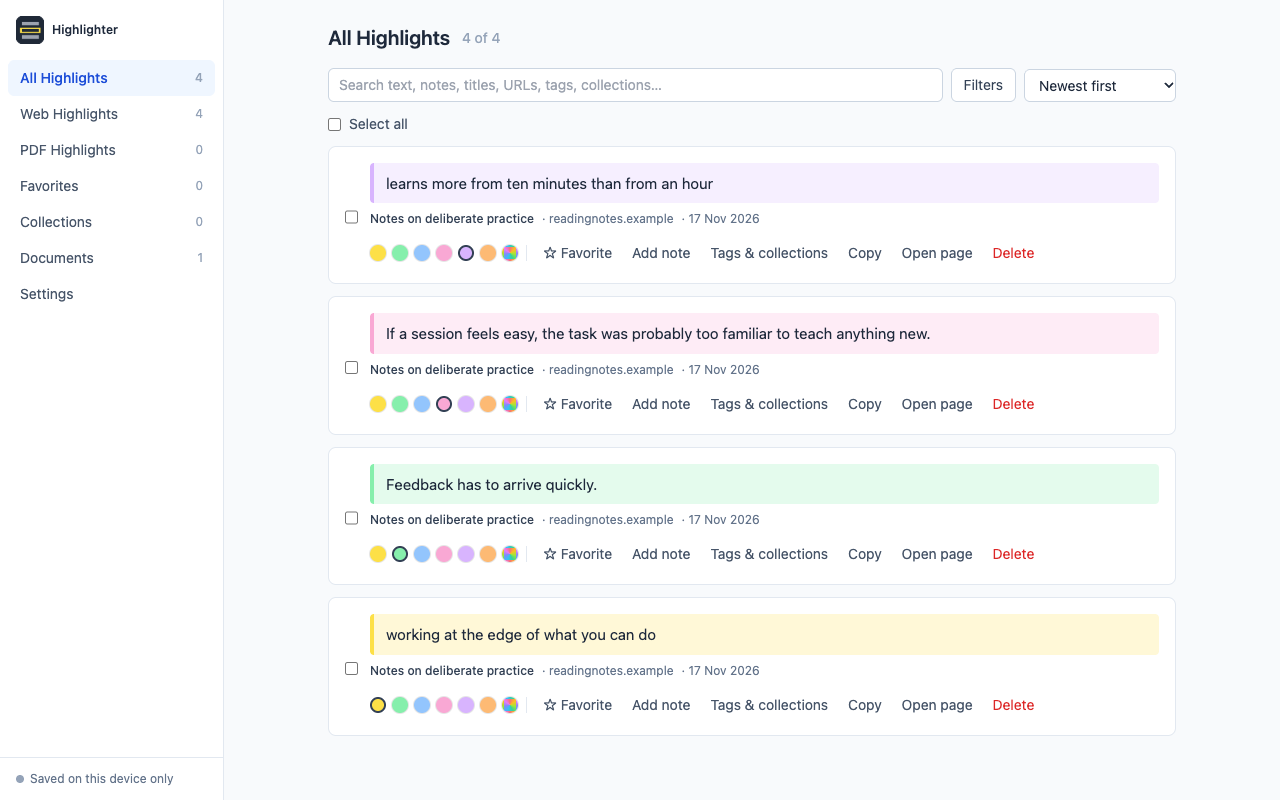 Highlighter
All Highlights 4
Web Highlights 4
PDF Highlights 0
Favorites 0
Collections 0
Documents 1
Settings
Saved on this device only
All Highlights 4 of 4
Search text, notes, titles, URLs, tags, collections... Filters Newest first
Select all
learns more from ten minutes than from an hour
Notes on deliberate practice · readingnotes.example · 17 Nov 2026
Favorite Add note Tags & collections Copy Open page Delete
If a session feels easy, the task was probably too familiar to teach anything new.
Notes on deliberate practice · readingnotes.example · 17 Nov 2026
Favorite Add note Tags & collections Copy Open page Delete
Feedback has to arrive quickly.
Notes on deliberate practice · readingnotes.example · 17 Nov 2026
Favorite Add note Tags & collections Copy Open page Delete
working at the edge of what you can do
Notes on deliberate practice · readingnotes.example · 17 Nov 2026
Favorite Add note Tags & collections Copy Open page Delete